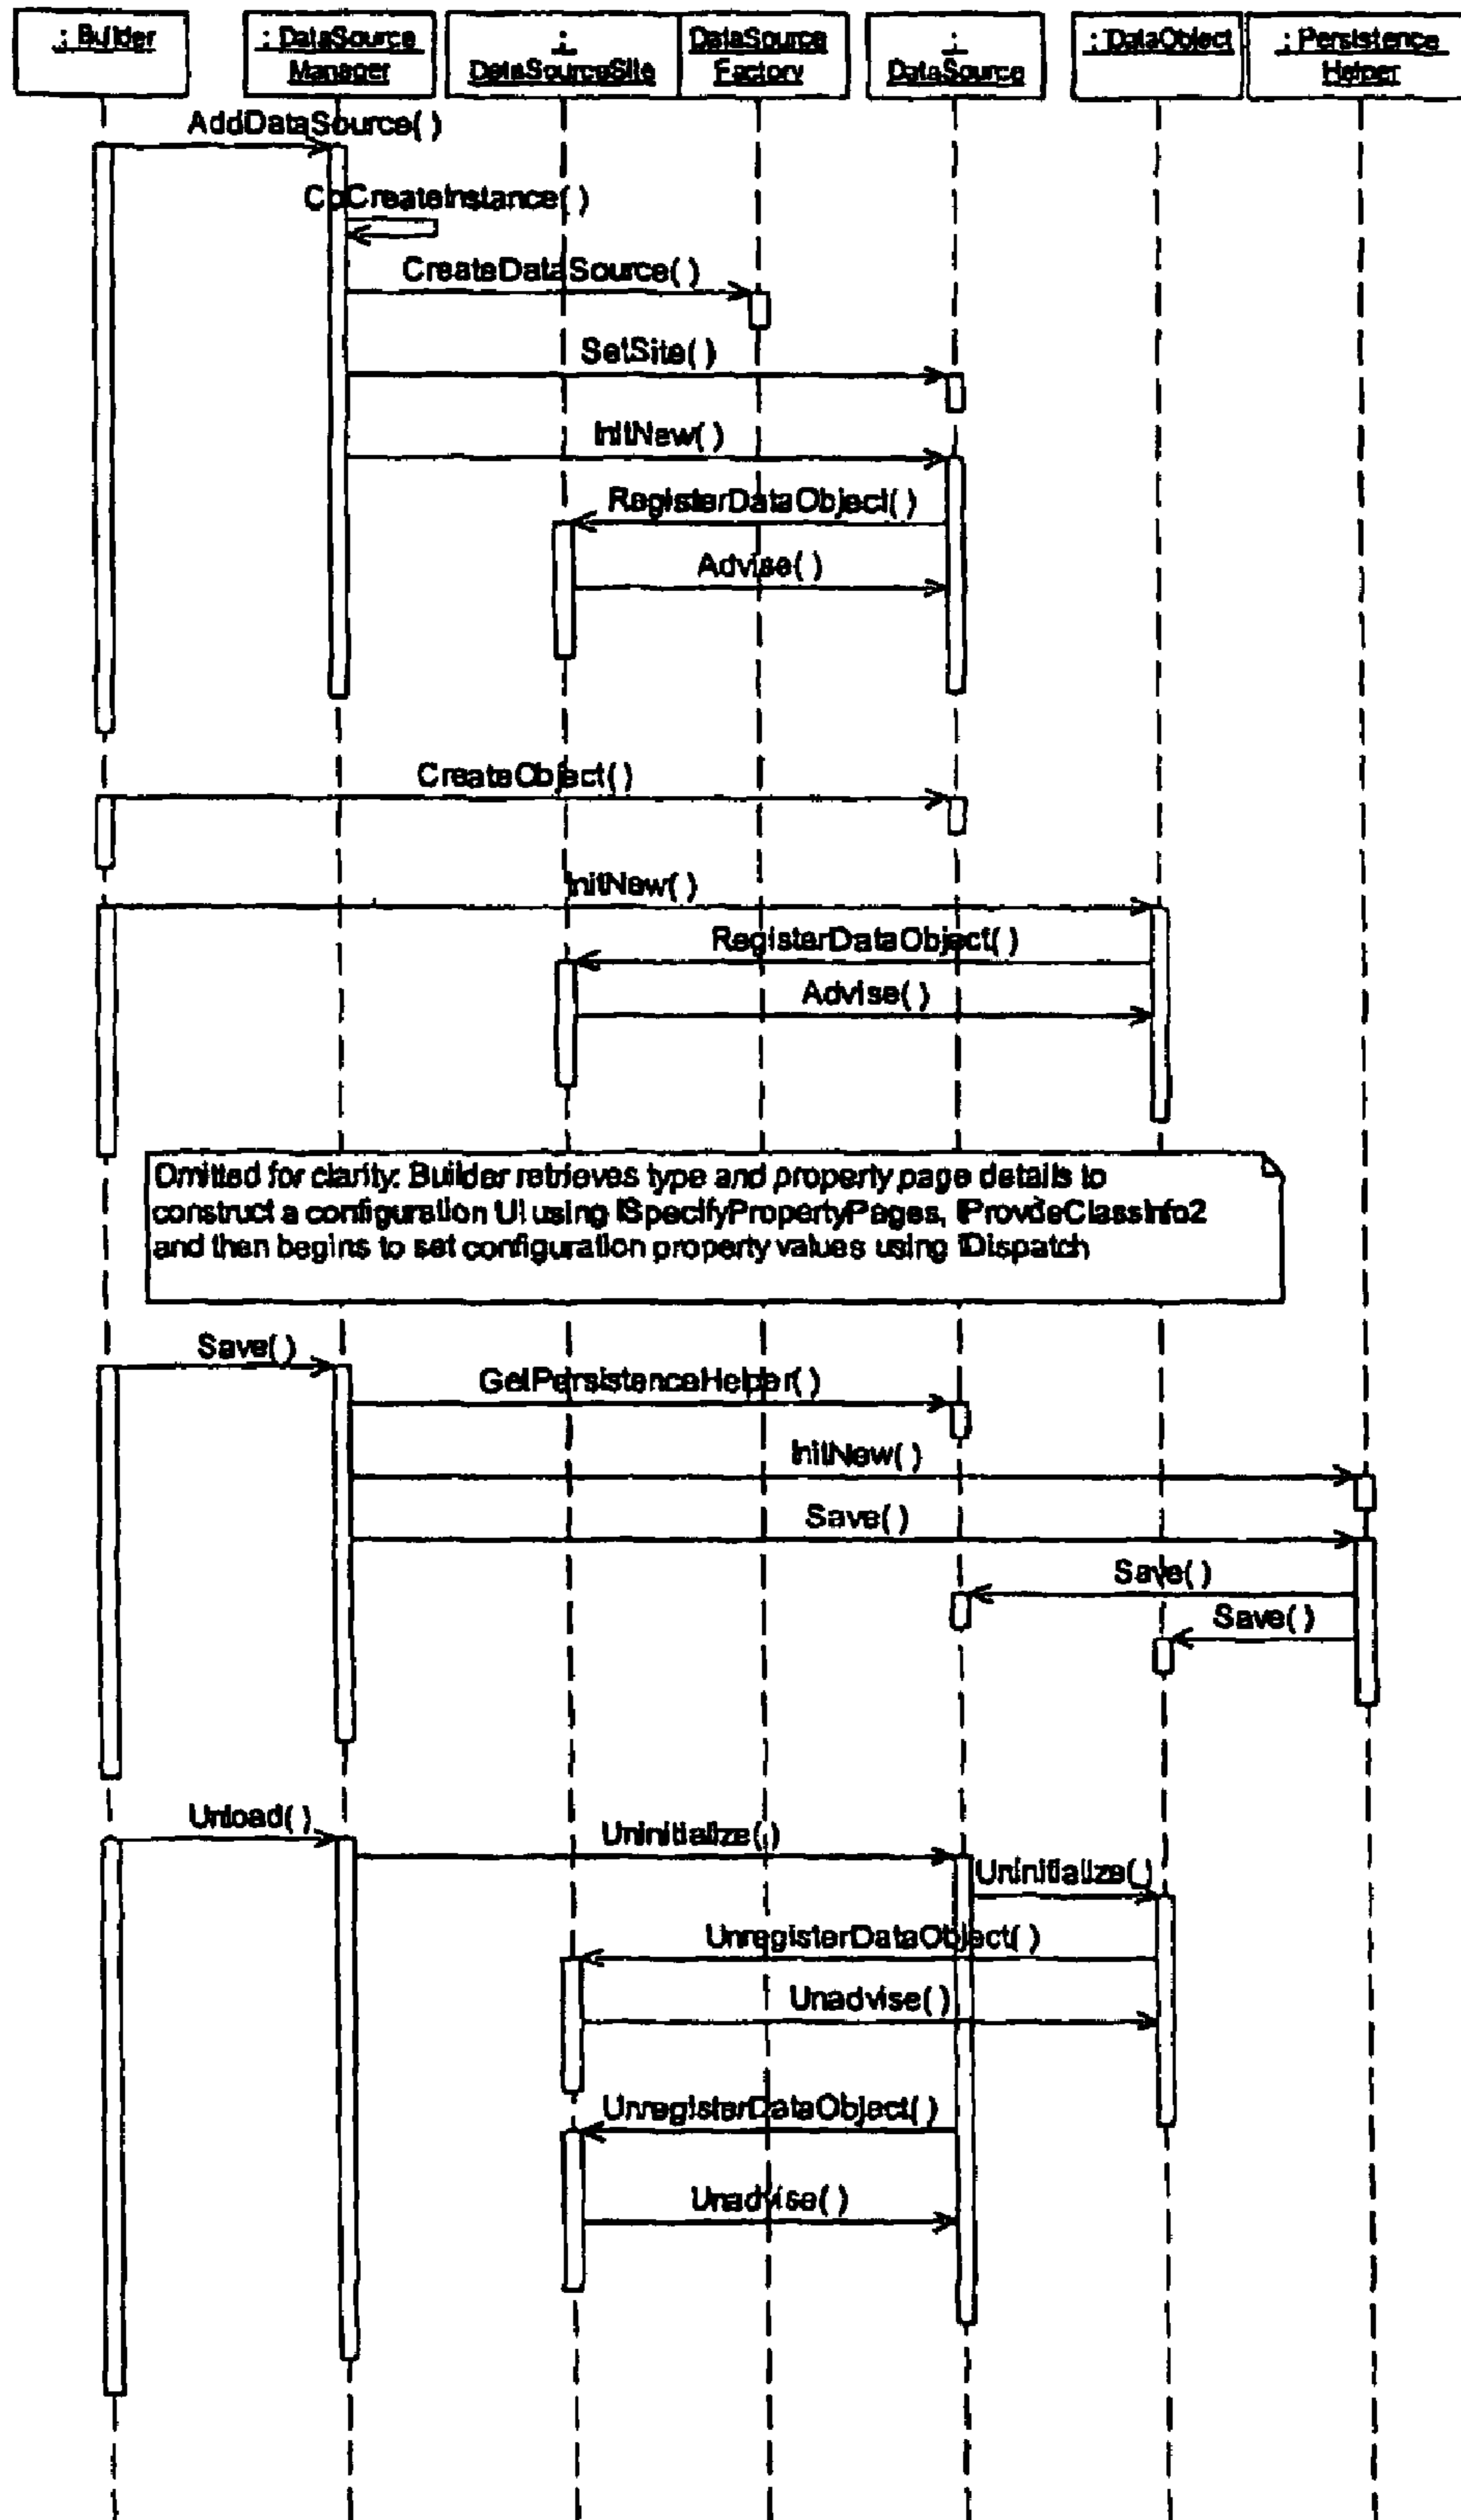 : Builder
: DataSource
Manager
:
DataSourceSite
DataSource
Factory
:
DataSource
: DataObject
: Persistence
Helper
AddDataSource( )
CoCreateInstance( )
CreateDataSource( )
SetSite( )
InitNew( )
RegisterDataObject( )
Advise( )
CreateObject( )
InitNew( )
RegisterDataObject( )
Advise( )
Omitted for clarity: Builder retrieves type and property page details to
construct a configuration UI using ISpecifyPropertyPages, IProvideClassInfo2
and then begins to set configuration property values using IDispatch
Save( )
GetPersistenceHelper( )
InitNew( )
Save( )
Save( )
Save( )
Unload( )
Uninitialize( )
Uninitialize( )
UnregisterDataObject( )
Unadvise( )
UnregisterDataObject( )
Unadvise( )